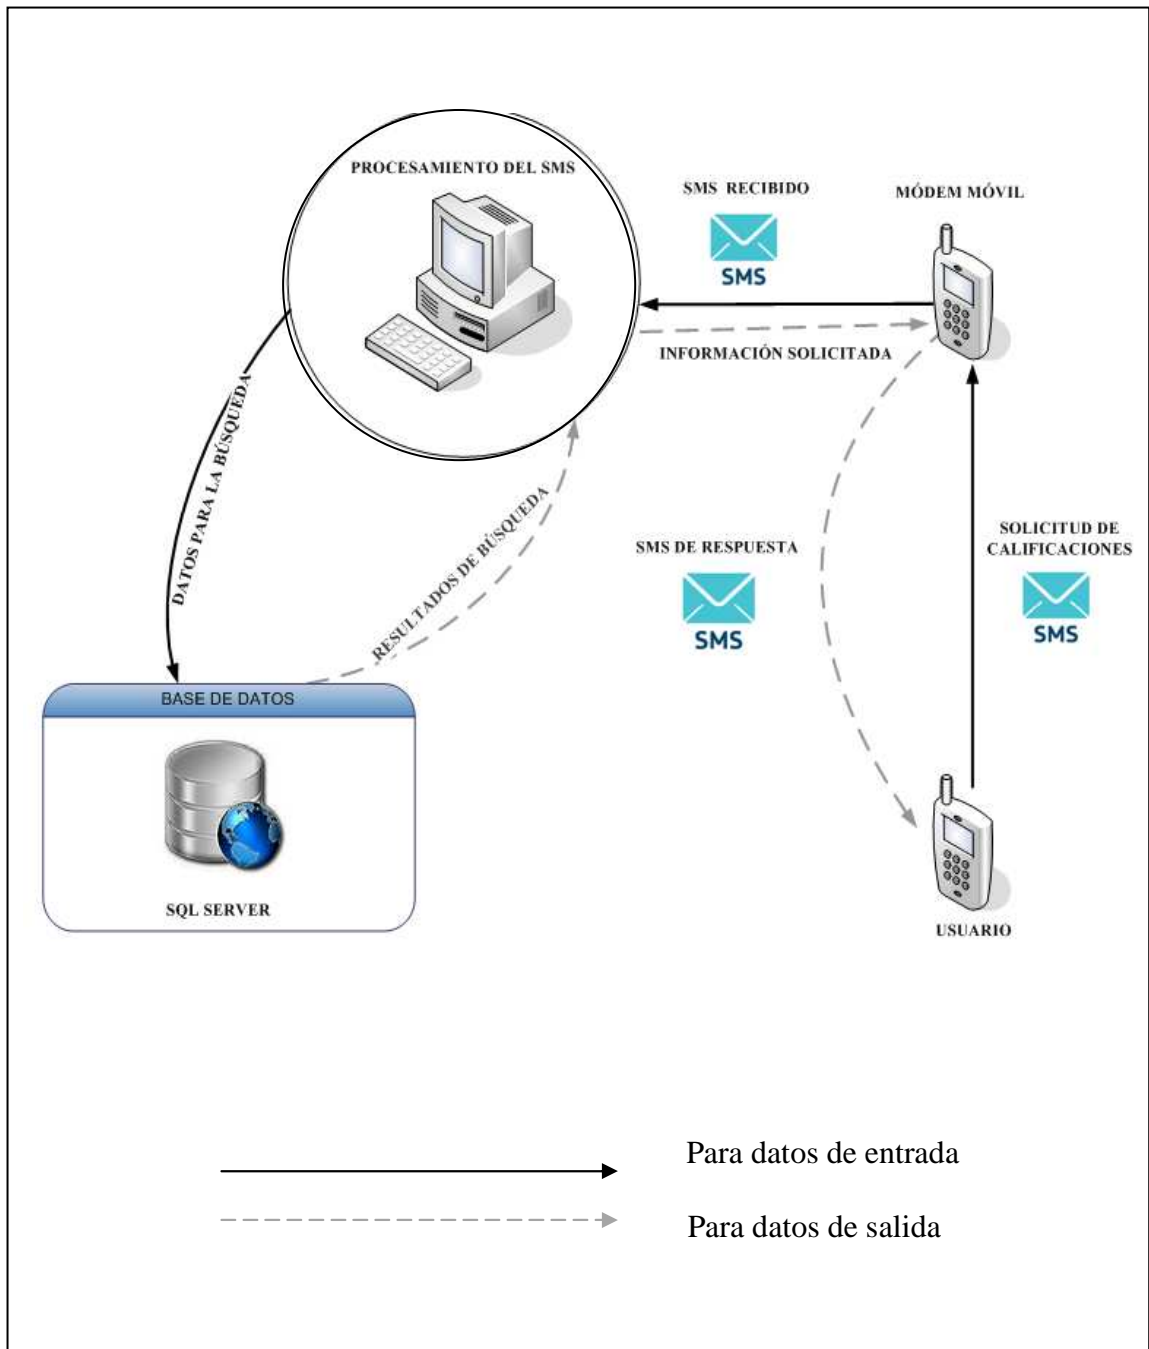 PROCESAMIENTO DEL SMS
SMS RECIBIDO
SMS
MÓDEM MÓVIL
INFORMACIÓN SOLICITADA
DATOS PARA LA BÚSQUEDA
RESULTADOS DE BÚSQUEDA
SMS DE RESPUESTA
SMS
SOLICITUD DE
CALIFICACIONES
SMS
BASE DE DATOS
SQL SERVER
USUARIO
Para datos de entrada
Para datos de salida